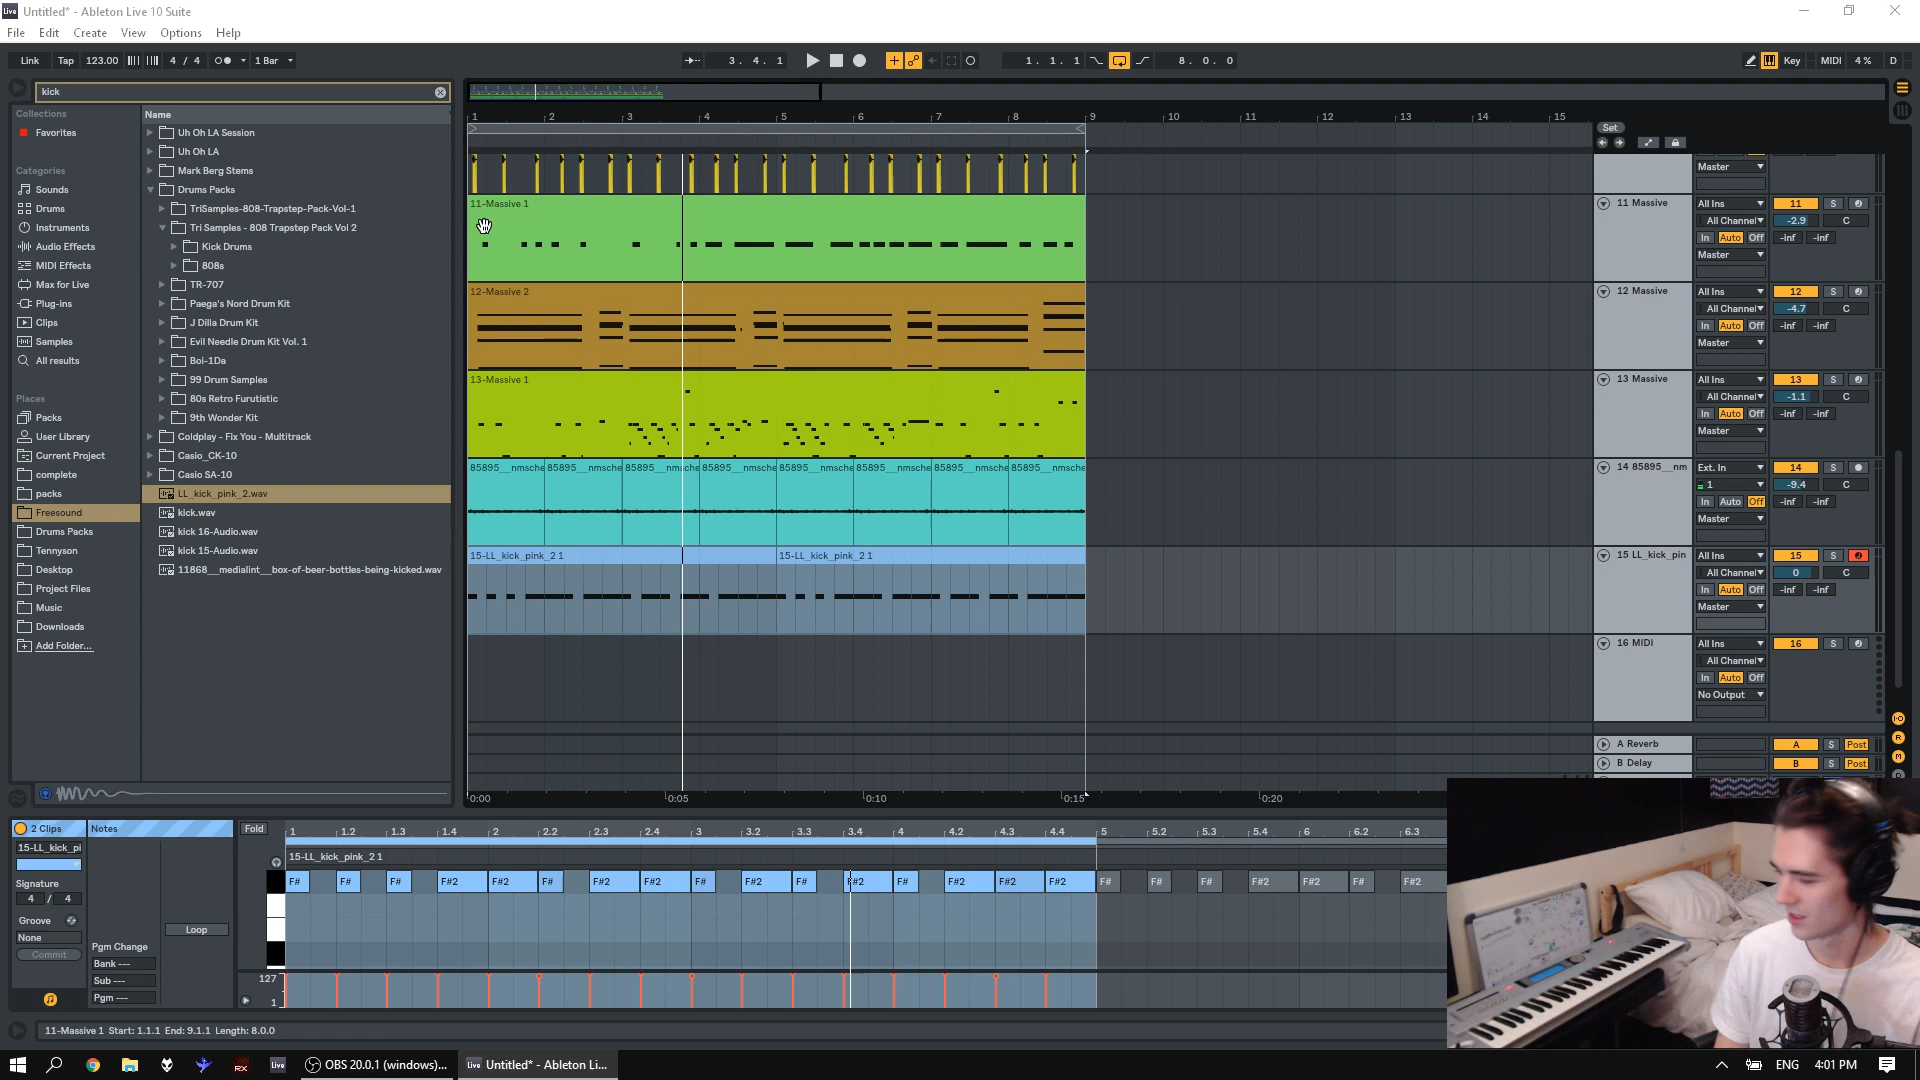 Untitled* - Ableton Live 10 Suite
File Edit Create View Options Help
Link Tap 123.00 4 / 4 1 Bar 3. 4. 1 1. 1. 1 8. 0. 0 Key MIDI 4 % D
kick
Collections
Favorites
Categories
Sounds
Drums
Instruments
Audio Effects
MIDI Effects
Max for Live
Plug-ins
Clips
Samples
All results
Places
Packs
User Library
Current Project
complete
packs
Freesound
Drums Packs
Tennyson
Desktop
Project Files
Music
Downloads
Add Folder...
Name
Uh Oh LA Session
Uh Oh LA
Mark Berg Stems
Drums Packs
TriSamples-808-Trapstep-Pack-Vol-1
Tri Samples - 808 Trapstep Pack Vol 2
Kick Drums
808s
TR-707
Paega's Nord Drum Kit
J Dilla Drum Kit
Evil Needle Drum Kit Vol. 1
Boi-1Da
99 Drum Samples
80s Retro Furutistic
9th Wonder Kit
Coldplay - Fix You - Multitrack
Casio_CK-10
Casio SA-10
LL_kick_pink_2.wav
kick.wav
kick 16-Audio.wav
kick 15-Audio.wav
11868__medialint__box-of-beer-bottles-being-kicked.wav
1 2 3 4 5 6 7 8 9 10 11 12 13 14 15
Set
11-Massive 1
12-Massive 2
13-Massive 1
85895__nmsche 85895__nmsche 85895__nmsche 85895__nmsche 85895__nmsche 85895__nmsche 85895__nmsche 85895__nmsche
15-LL_kick_pink_2 1 15-LL_kick_pink_2 1
0:00 0:05 0:10 0:15 0:20
Master
11 Massive All Ins 11 S
All Channel -2.9 C
In Auto Off -inf -inf
Master
12 Massive All Ins 12 S
All Channel -4.7 C
In Auto Off -inf -inf
Master
13 Massive All Ins 13 S
All Channel -1.1 C
In Auto Off -inf -inf
Master
14 85895__nm Ext. In 14 S
1 -9.4 C
In Auto Off -inf -inf
Master
15 LL_kick_pin All Ins 15 S
All Channel 0 C
In Auto Off -inf -inf
Master
16 MIDI All Ins 16 S
All Channel
In Auto Off
No Output
A Reverb A S Post
B Delay B S Post
2 Clips Notes
15-LL_kick_pi
Signature
4 / 4
Groove
None
Commit
Loop
Pgm Change
Bank ---
Sub ---
Pgm ---
Fold 1 1.2 1.3 1.4 2 2.2 2.3 2.4 3 3.2 3.3 3.4 4 4.2 4.3 4.4 5 5.2 5.3 5.4 6 6.2 6.3
15-LL_kick_pink_2 1
F# F# F# F#2 F#2 F# F#2 F#2 F# F#2 F# F#2 F# F#2 F#2 F#2 F# F# F# F#2 F#2 F# F#2
127
1
11-Massive 1 Start: 1.1.1 End: 9.1.1 Length: 8.0.0
RX Live OBS 20.0.1 (windows)... Live Untitled* - Ableton Li... ENG 4:01 PM